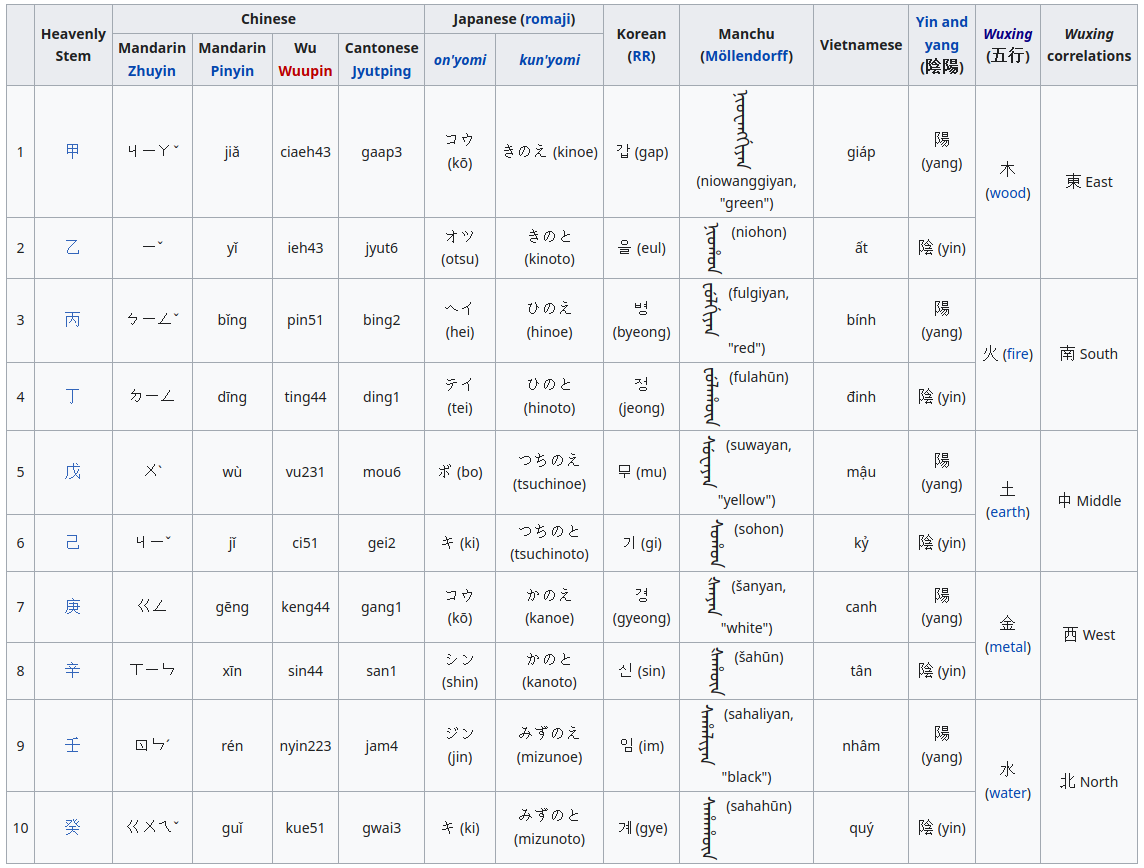 Heavenly Stem
Chinese
Mandarin Zhuyin
Mandarin Pinyin
Wu Wuupin
Cantonese Jyutping
Japanese (romaji)
on'yomi
kun'yomi
Korean (RR)
Manchu (Möllendorff)
Vietnamese
Yin and yang (陰陽)
Wuxing (五行)
Wuxing correlations
1 甲 ㄐㄧㄚˇ jiǎ ciaeh43 gaap3 コウ (kō) きのえ (kinoe) 갑 (gap) ᠨᡳᠣᠸᠠᠩᡤᡳᠶᠠᠨ (niowanggiyan, "green") giáp 陽 (yang) 木 (wood) 東 East
2 乙 ㄧˇ yǐ ieh43 jyut6 オツ (otsu) きのと (kinoto) 을 (eul) ᠨᡳᠣᡥᠣᠨ (niohon) ất 陰 (yin)
3 丙 ㄅㄧㄥˇ bǐng pin51 bing2 ヘイ (hei) ひのえ (hinoe) 병 (byeong) ᡶᡠᠯᡤᡳᠶᠠᠨ (fulgiyan, "red") bính 陽 (yang) 火 (fire) 南 South
4 丁 ㄉㄧㄥ dīng ting44 ding1 テイ (tei) ひのと (hinoto) 정 (jeong) ᡶᡠᠯᠠᡥᡡᠨ (fulahūn) đinh 陰 (yin)
5 戊 ㄨˋ wù vu231 mou6 ボ (bo) つちのえ (tsuchinoe) 무 (mu) ᠰᡠᠸᠠᠶᠠᠨ (suwayan, "yellow") mậu 陽 (yang) 土 (earth) 中 Middle
6 己 ㄐㄧˇ jǐ ci51 gei2 キ (ki) つちのと (tsuchinoto) 기 (gi) ᠰᠣᡥᠣᠨ (sohon) kỷ 陰 (yin)
7 庚 ㄍㄥ gēng keng44 gang1 コウ (kō) かのえ (kanoe) 경 (gyeong) ᡧᠠᠨᠶᠠᠨ (šanyan, "white") canh 陽 (yang) 金 (metal) 西 West
8 辛 ㄒㄧㄣ xīn sin44 san1 シン (shin) かのと (kanoto) 신 (sin) ᡧᠠᡥᡡᠨ (šahūn) tân 陰 (yin)
9 壬 ㄖㄣˊ rén nyin223 jam4 ジン (jin) みずのえ (mizunoe) 임 (im) ᠰᠠᡥᠠᠯᡳᠶᠠᠨ (sahaliyan, "black") nhâm 陽 (yang) 水 (water) 北 North
10 癸 ㄍㄨㄟˇ guǐ kue51 gwai3 キ (ki) みずのと (mizunoto) 계 (gye) ᠰᠠᡥᠠᡥᡡᠨ (sahahūn) quý 陰 (yin)